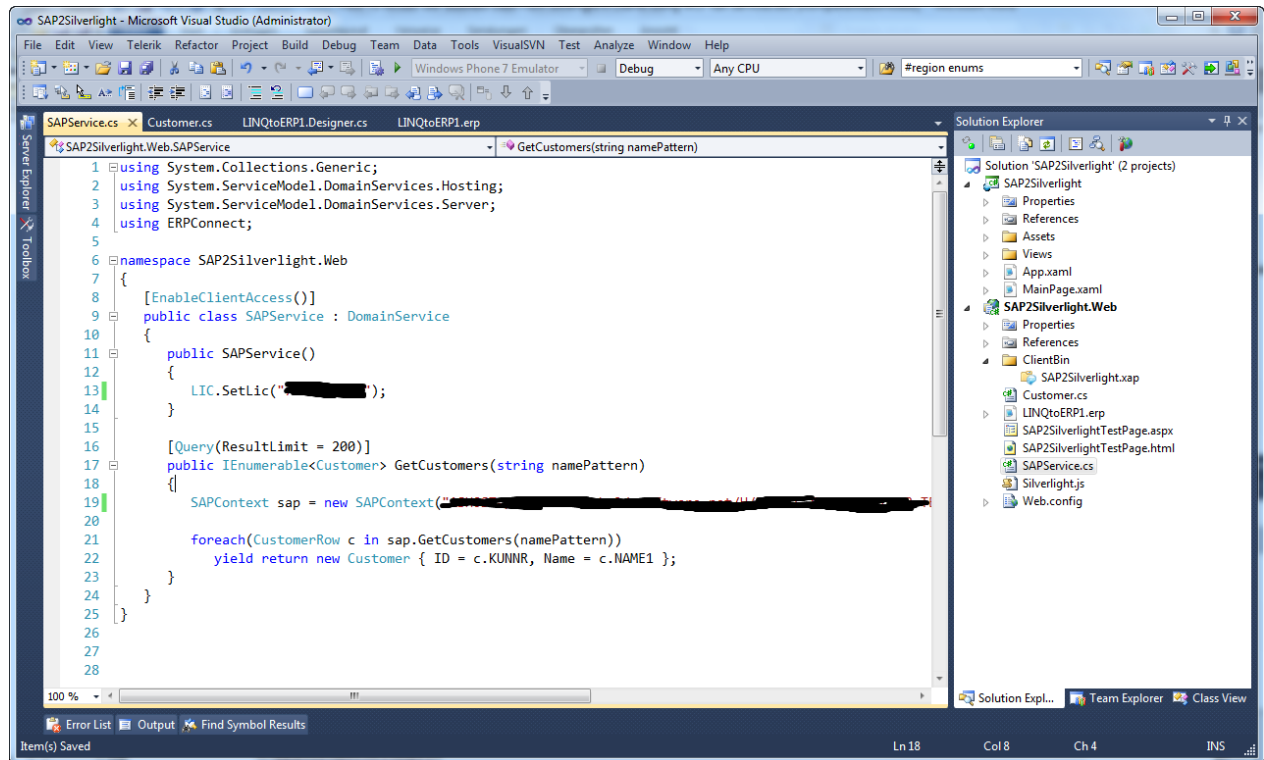 SAP2Silverlight - Microsoft Visual Studio (Administrator)
File Edit View Telerik Refactor Project Build Debug Team Data Tools VisualSVN Test Analyze Window Help
Windows Phone 7 Emulator Debug Any CPU #region enums
SAPService.cs Customer.cs LINQtoERP1.Designer.cs LINQtoERP1.erp
SAP2Silverlight.Web.SAPService GetCustomers(string namePattern)
Server Explorer
Toolbox
1 using System.Collections.Generic;
2 using System.ServiceModel.DomainServices.Hosting;
3 using System.ServiceModel.DomainServices.Server;
4 using ERPConnect;
5
6 namespace SAP2Silverlight.Web
7 {
8 [EnableClientAccess()]
9 public class SAPService : DomainService
10 {
11 public SAPService()
12 {
13 LIC.SetLic("");
14 }
15
16 [Query(ResultLimit = 200)]
17 public IEnumerable<Customer> GetCustomers(string namePattern)
18 {
19 SAPContext sap = new SAPContext("
20
21 foreach(CustomerRow c in sap.GetCustomers(namePattern))
22 yield return new Customer { ID = c.KUNNR, Name = c.NAME1 };
23 }
24 }
25 }
26
27
28
100 %
Solution Explorer
Solution 'SAP2Silverlight' (2 projects)
SAP2Silverlight
Properties
References
Assets
Views
App.xaml
MainPage.xaml
SAP2Silverlight.Web
Properties
References
ClientBin
SAP2Silverlight.xap
Customer.cs
LINQtoERP1.erp
SAP2SilverlightTestPage.aspx
SAP2SilverlightTestPage.html
SAPService.cs
Silverlight.js
Web.config
Solution Expl... Team Explorer Class View
Error List Output Find Symbol Results
Item(s) Saved Ln 18 Col 8 Ch 4 INS